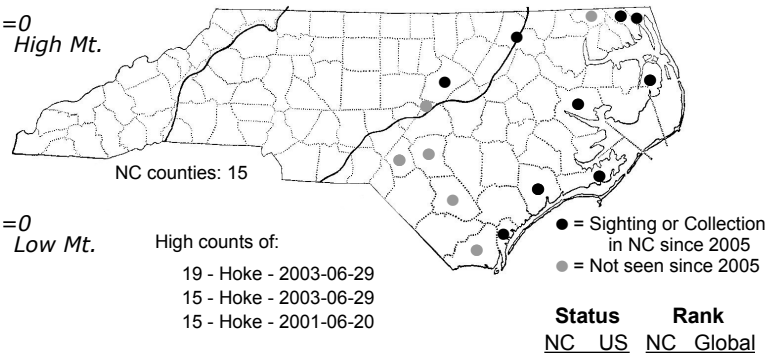 =0
High Mt.
NC counties: 15
=0
Low Mt.
High counts of:
19 - Hoke - 2003-06-29
15 - Hoke - 2003-06-29
15 - Hoke - 2001-06-20
= Sighting or Collection
in NC since 2005
= Not seen since 2005
Status Rank
NC US NC Global